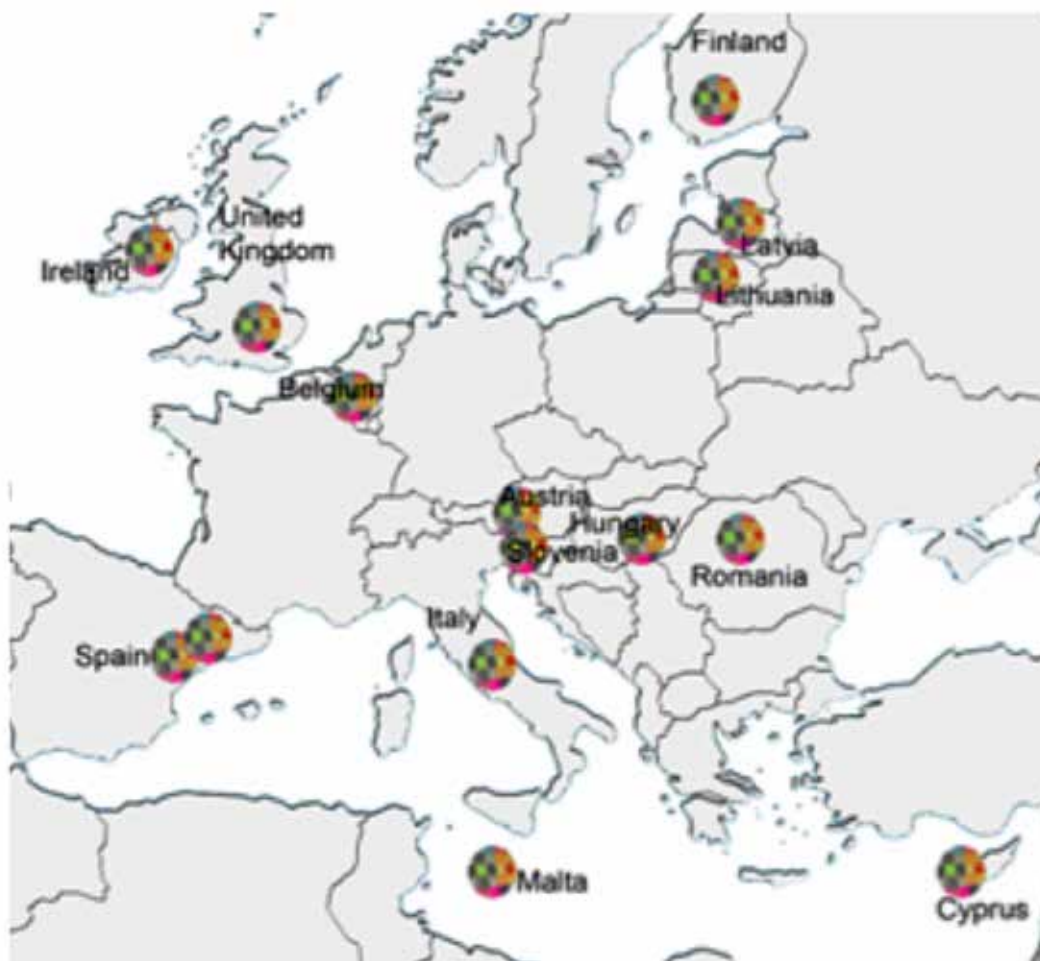 Finland
United
Kingdom
Ireland
Latvia
Lithuania
Belgium
Austria
Hungary
Slovenia
Romania
Italy
Spain
Malta
Cyprus